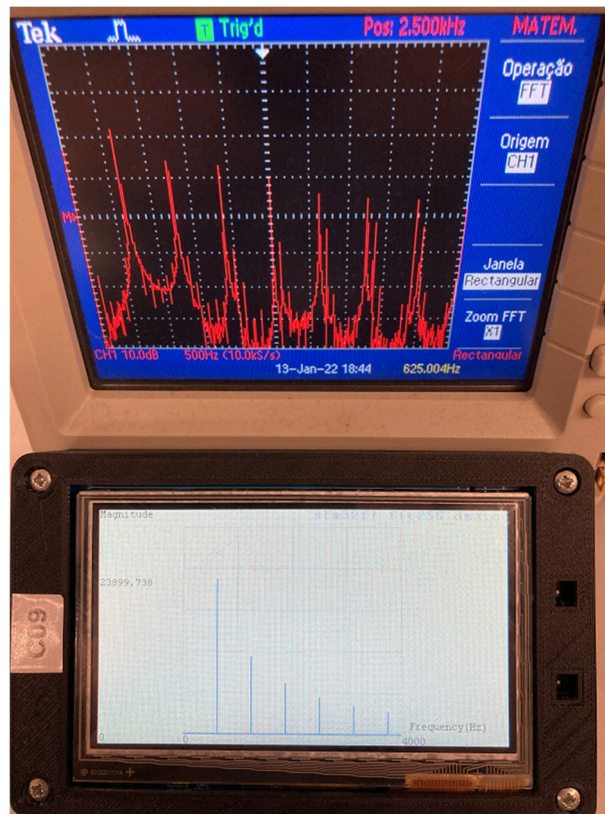 Tek
T Trig'd
Pos: 2.500kHz
MATEM.
Operação
FFT
Origem
CH1
Janela
Rectangular
Zoom FFT
X1
CH1 10.0dB
500Hz (10.0kS/s)
Rectangular
13-Jan-22 18:44
625.004Hz
Magnitude
23899.738
0
0
4000
Frequency(Hz)
C09